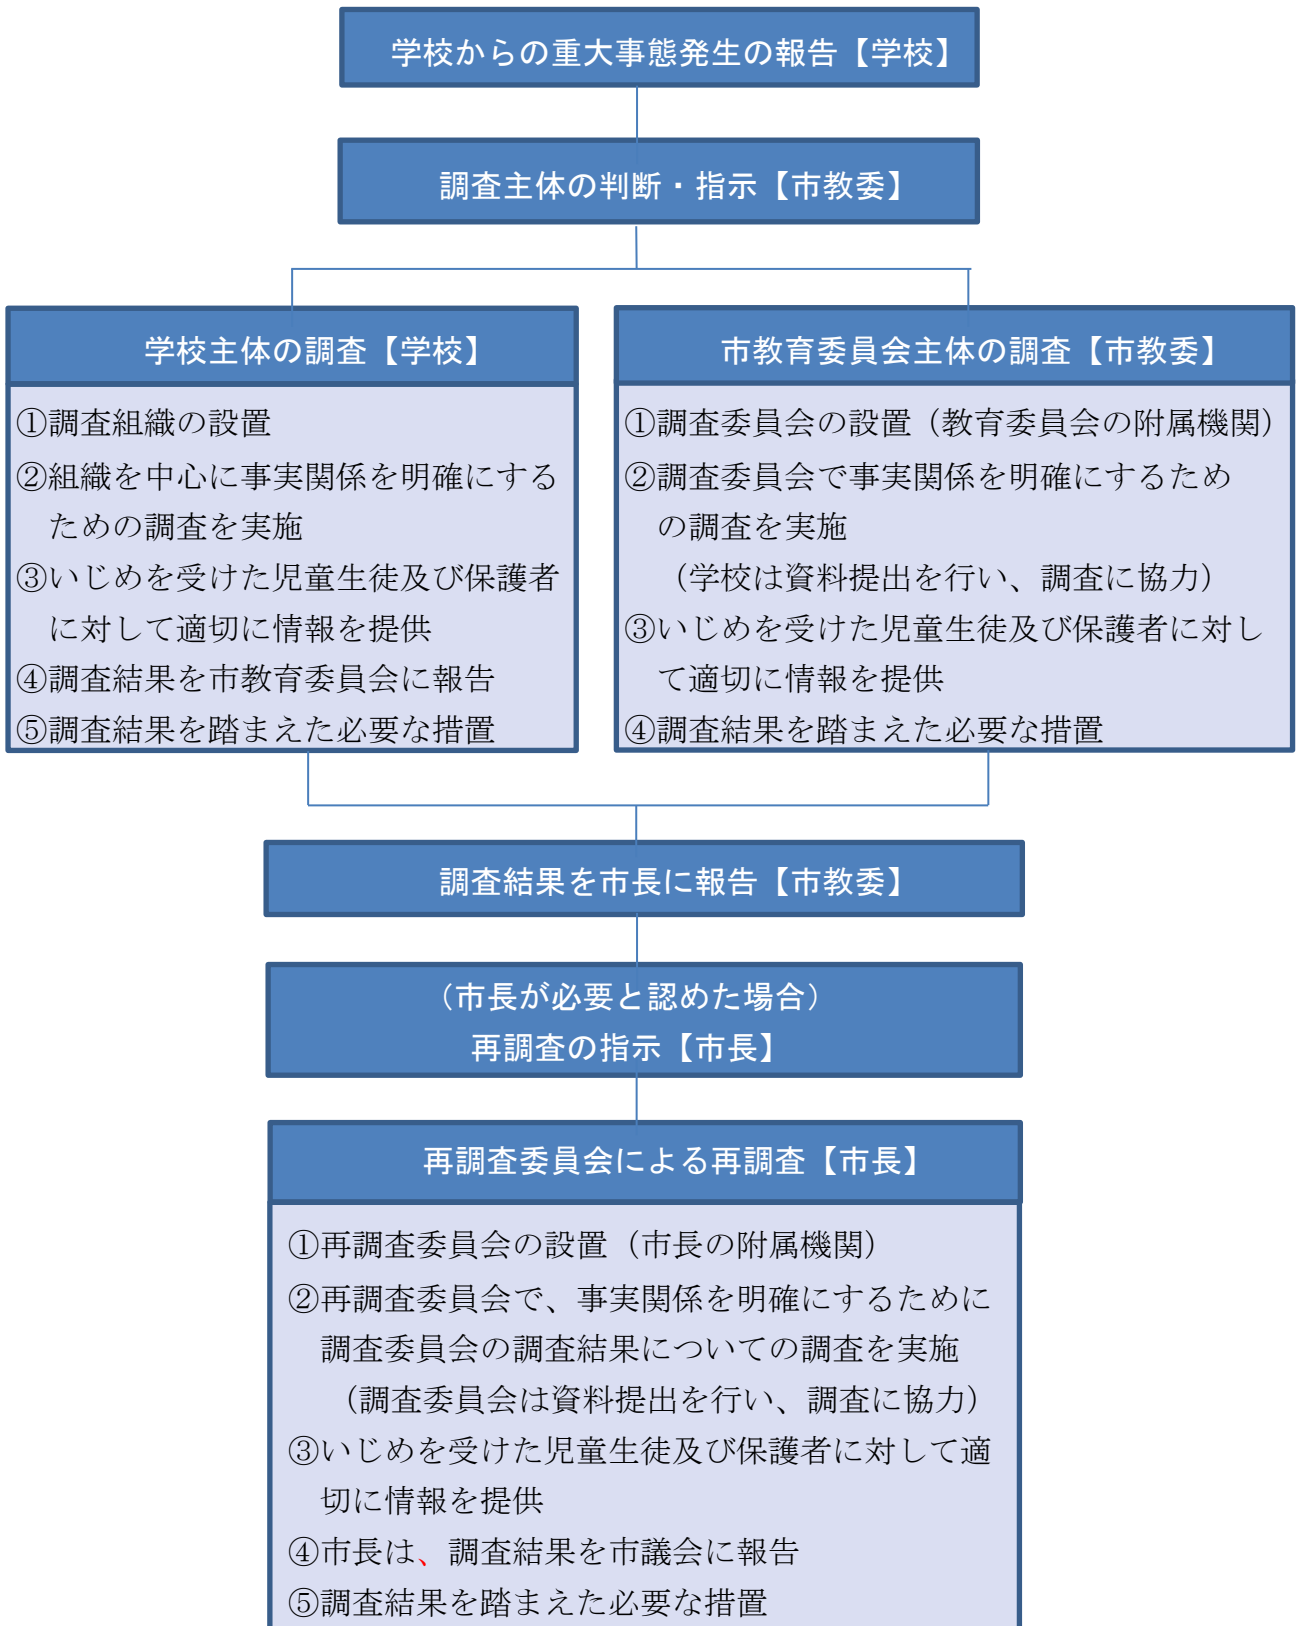 学校からの重大事態発生の報告【学校】
調査主体の判断・指示【市教委】
学校主体の調査【学校】
①調査組織の設置
②組織を中心に事実関係を明確にする
ための調査を実施
③いじめを受けた児童生徒及び保護者
に対して適切に情報を提供
④調査結果を市教育委員会に報告
⑤調査結果を踏まえた必要な措置
市教育委員会主体の調査【市教委】
①調査委員会の設置（教育委員会の附属機関）
②調査委員会で事実関係を明確にするため
の調査を実施
（学校は資料提出を行い、調査に協力）
③いじめを受けた児童生徒及び保護者に対し
て適切に情報を提供
④調査結果を踏まえた必要な措置
調査結果を市長に報告【市教委】
（市長が必要と認めた場合）
再調査の指示【市長】
再調査委員会による再調査【市長】
①再調査委員会の設置（市長の附属機関）
②再調査委員会で、事実関係を明確にするために
調査委員会の調査結果についての調査を実施
（調査委員会は資料提出を行い、調査に協力）
③いじめを受けた児童生徒及び保護者に対して適
切に情報を提供
④市長は、調査結果を市議会に報告
⑤調査結果を踏まえた必要な措置